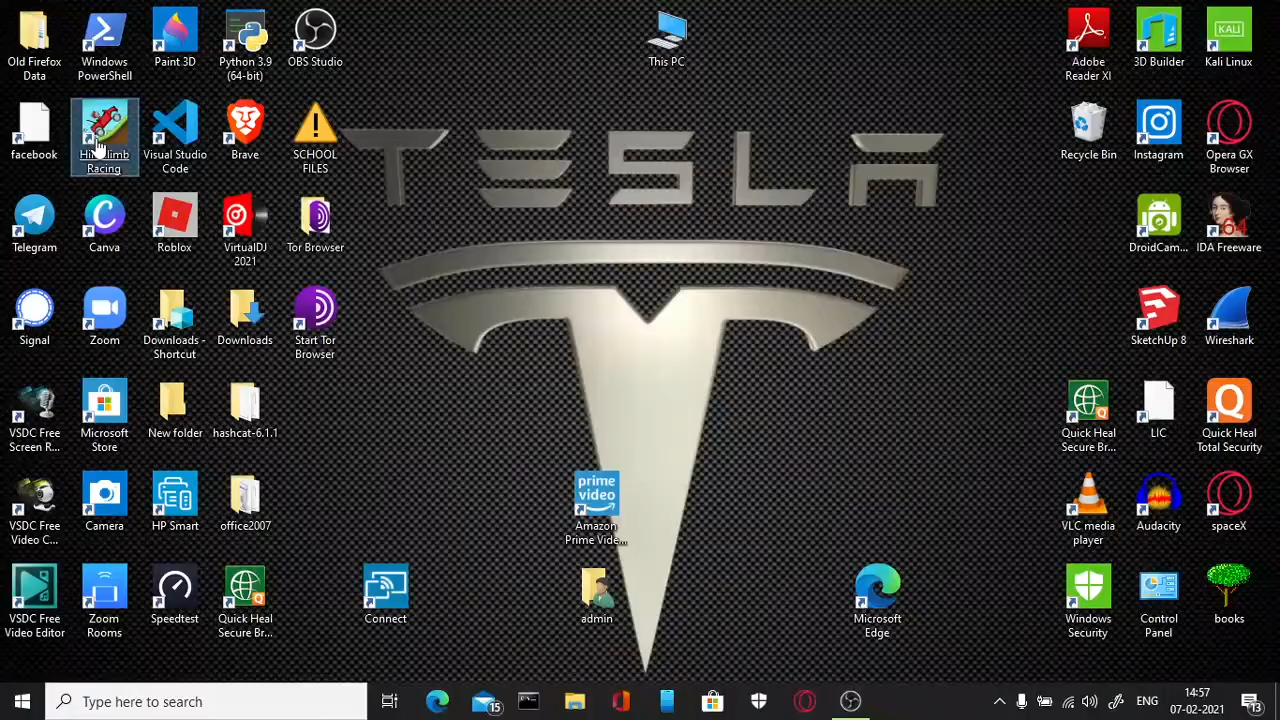 Old Firefox
Data
Windows
PowerShell
Paint 3D
Python 3.9
(64-bit)
OBS Studio
This PC
Adobe
Reader XI
3D Builder
KALI
Kali Linux
facebook
Racing
Visual Studio
Code
Brave
SCHOOL
FILES
TESLA
Recycle Bin
Instagram
Opera GX
Browser
Telegram
Canva
Roblox
VirtualDJ
2021
Tor Browser
DroidCam...
64
IDA Freeware
Signal
Zoom
Downloads -
Shortcut
Downloads
Start Tor
Browser
SketchUp 8
Wireshark
VSDC Free
Screen R...
Microsoft
Store
New folder
hashcat-6.1.1
Quick Heal
Secure Br...
LIC
Quick Heal
Total Security
VSDC Free
Video C...
Camera
HP Smart
office2007
prime
video
Amazon
Prime Vide...
VLC media
player
Audacity
spaceX
VSDC Free
Video Editor
Zoom
Rooms
Speedtest
Quick Heal
Secure Br...
Connect
admin
Microsoft
Edge
Windows
Security
Control
Panel
books
Type here to search
15
ENG
14:57
07-02-2021
13